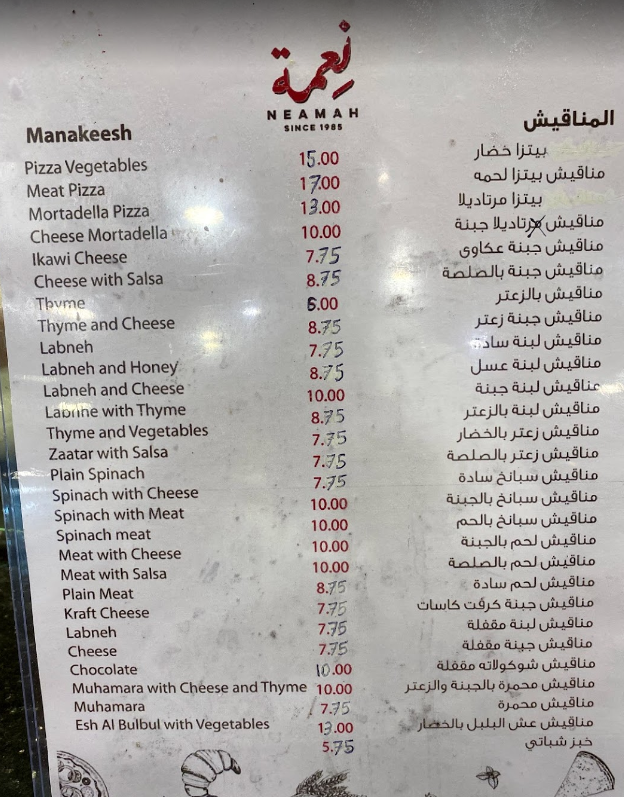 نعمة
NEAMAH
SINCE 1985
Manakeesh
Pizza Vegetables
Meat Pizza
Mortadella Pizza
Cheese Mortadella
Ikawi Cheese
Cheese with Salsa
Thyme
Thyme and Cheese
Labneh
Labneh and Honey
Labneh and Cheese
Labnhe with Thyme
Thyme and Vegetables
Zaatar with Salsa
Plain Spinach
Spinach with Cheese
Spinach with Meat
Spinach meat
Meat with Cheese
Meat with Salsa
Plain Meat
Kraft Cheese
Labneh
Cheese
Chocolate
Muhamara with Cheese and Thyme
Muhamara
Esh Al Bulbul with Vegetables
15.00
17.00
13.00
10.00
7.75
8.75
6.00
8.75
7.75
8.75
10.00
8.75
7.75
7.75
7.75
10.00
10.00
10.00
10.00
8.75
7.75
7.75
7.75
10.00
10.00
7.75
13.00
5.75
المناقيش
بيتزا خضار
مناقيش بيتزا لحمه
بيتزا مرتاديلا
مناقيش مرتاديلا جبنة
مناقيش جبنة عكاوى
مناقيش جبنة بالصلصة
مناقيش بالزعتر
مناقيش جبنة زعتر
مناقيش لبنة سادة
مناقيش لبنة عسل
مناقيش لبنة جبنة
مناقيش لبنة بالزعتر
مناقيش زعتر بالخضار
مناقيش زعتر بالصلصة
مناقيش سبانخ سادة
مناقيش سبانخ بالجبنة
مناقيش سبانخ بالحم
مناقيش لحم بالجبنة
مناقيش لحم بالصلصة
مناقيش لحم سادة
مناقيش جبنة كرفت كاسات
مناقيش لبنة مقفلة
مناقيش جبنة مقفلة
مناقيش شوكولاته مقفلة
مناقيش محمرة بالجبنة والزعتر
مناقيش محمرة
مناقيش عش البلبل بالخضار
خبز شباتي